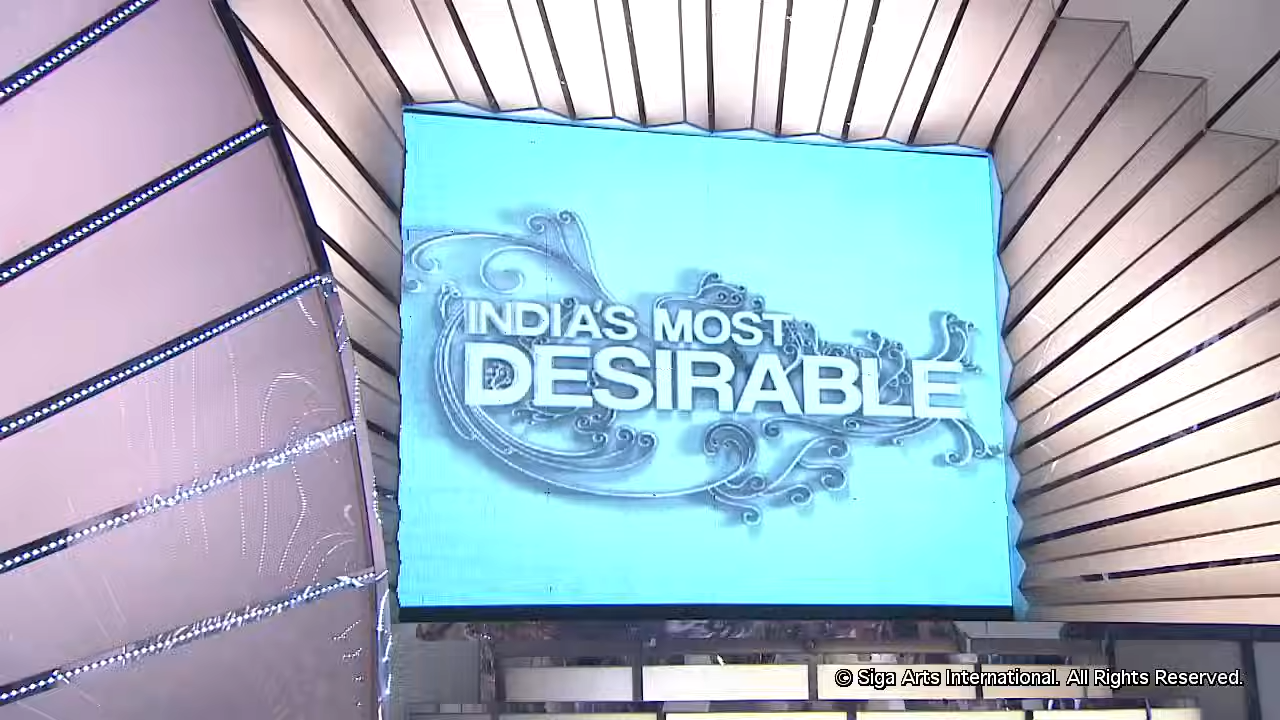 INDIA'S MOST
DESIRABLE
© Siga Arts International. All Rights Reserved.